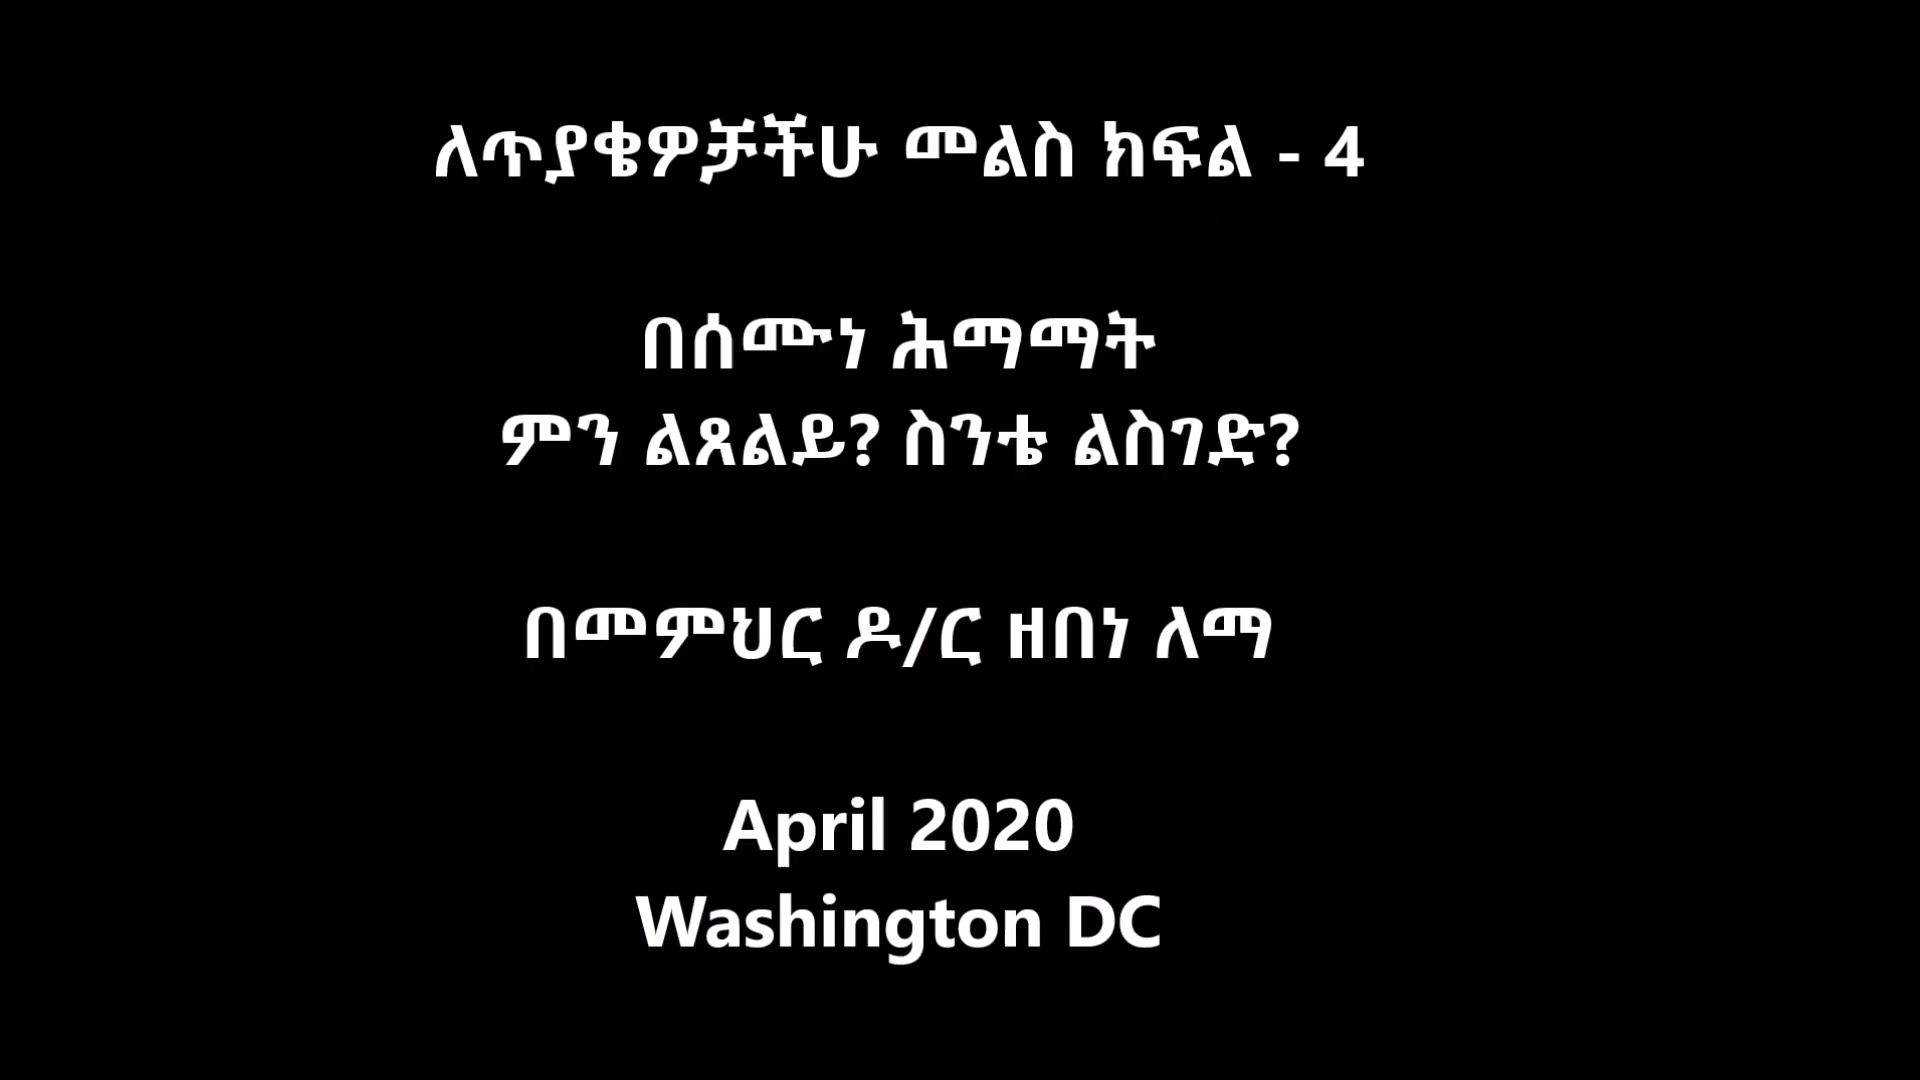 ለጥያቄዎቻችሁ መልስ ክፍል - 4
በሰሙነ ሕማማት
ምን ልጸልይ? ስንቴ ልስገድ?
በመምህር ዶ/ር ዘበነ ለማ
April 2020
Washington DC